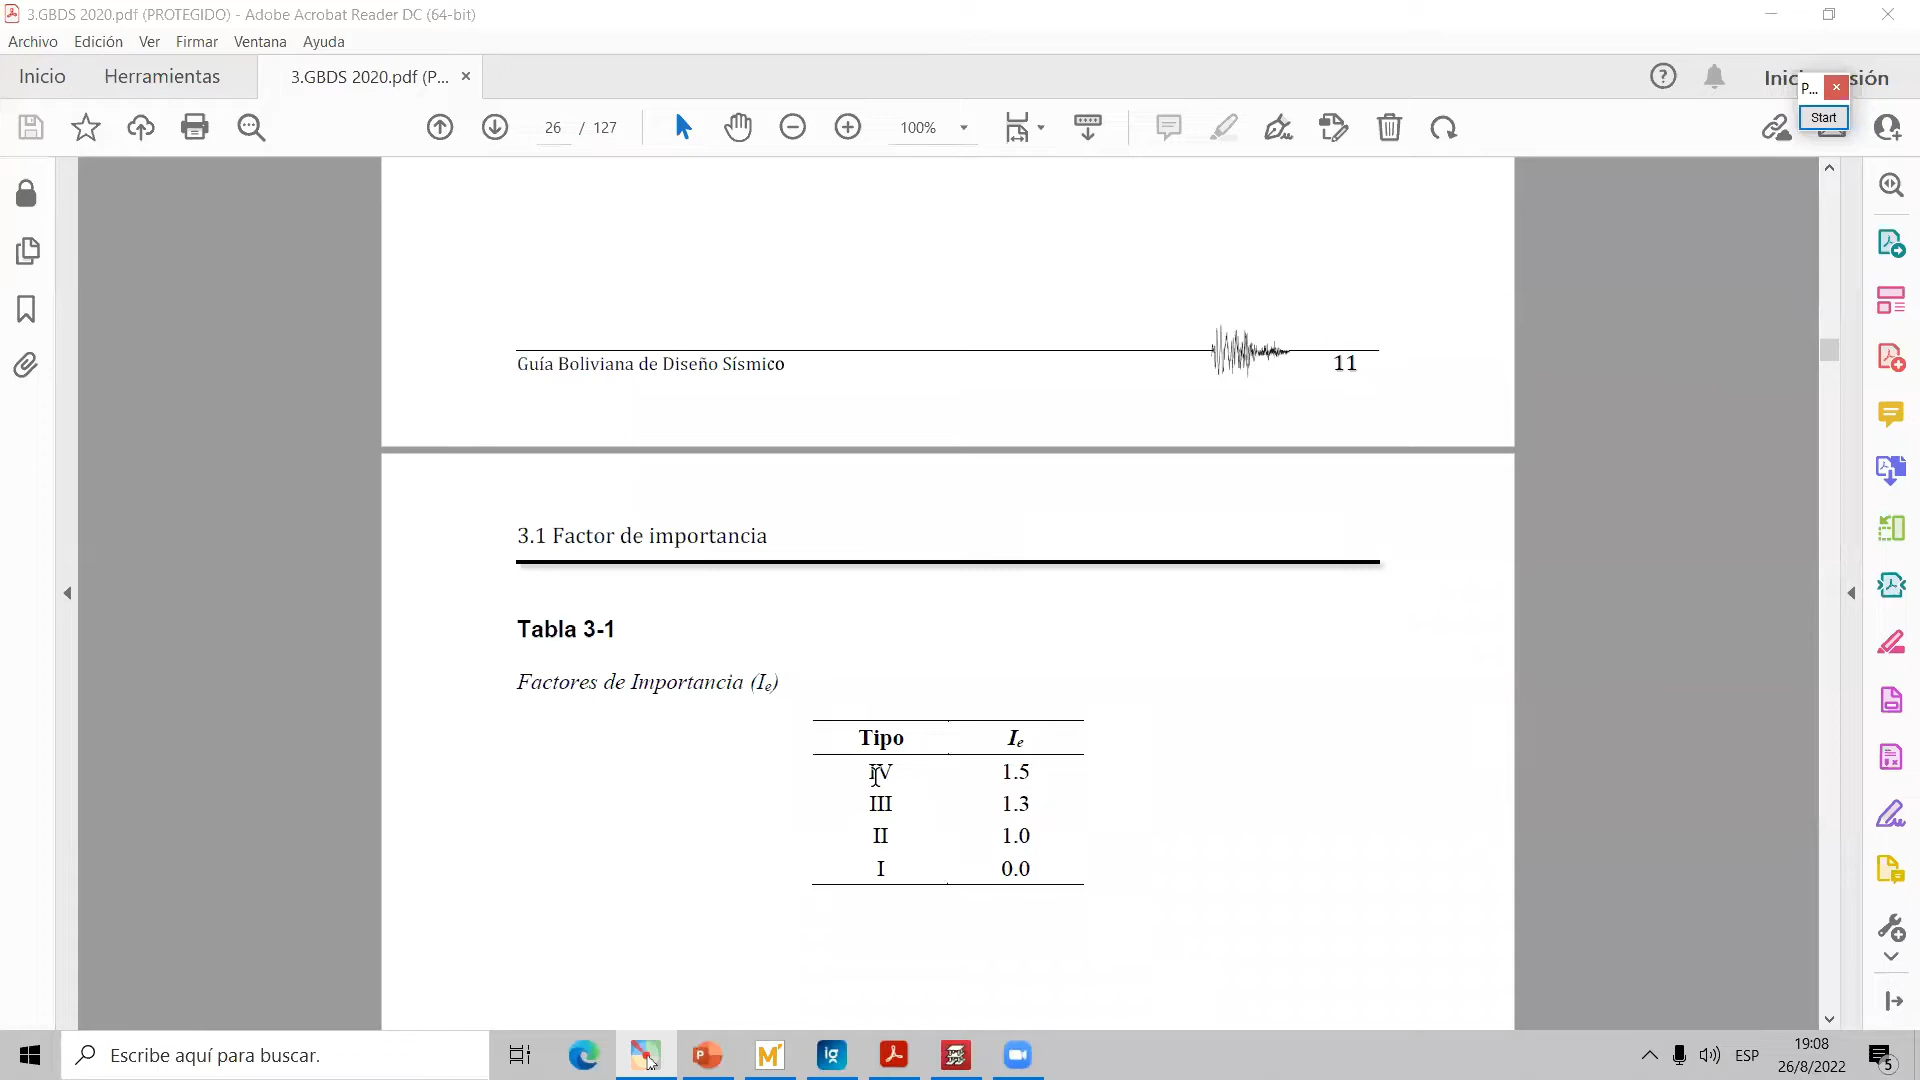 3.GBDS 2020.pdf (PROTEGIDO) - Adobe Acrobat Reader DC (64-bit)
Archivo Edición Ver Firmar Ventana Ayuda
Inicio Herramientas 3.GBDS 2020.pdf (P...
P...
Start
26 / 127 100%
Guía Boliviana de Diseño Sísmico 11
3.1 Factor de importancia
Tabla 3-1
Factores de Importancia (Ie)
Tipo Ie
IV 1.5
III 1.3
II 1.0
I 0.0
Escribe aquí para buscar.
ESP
19:08
26/8/2022
5